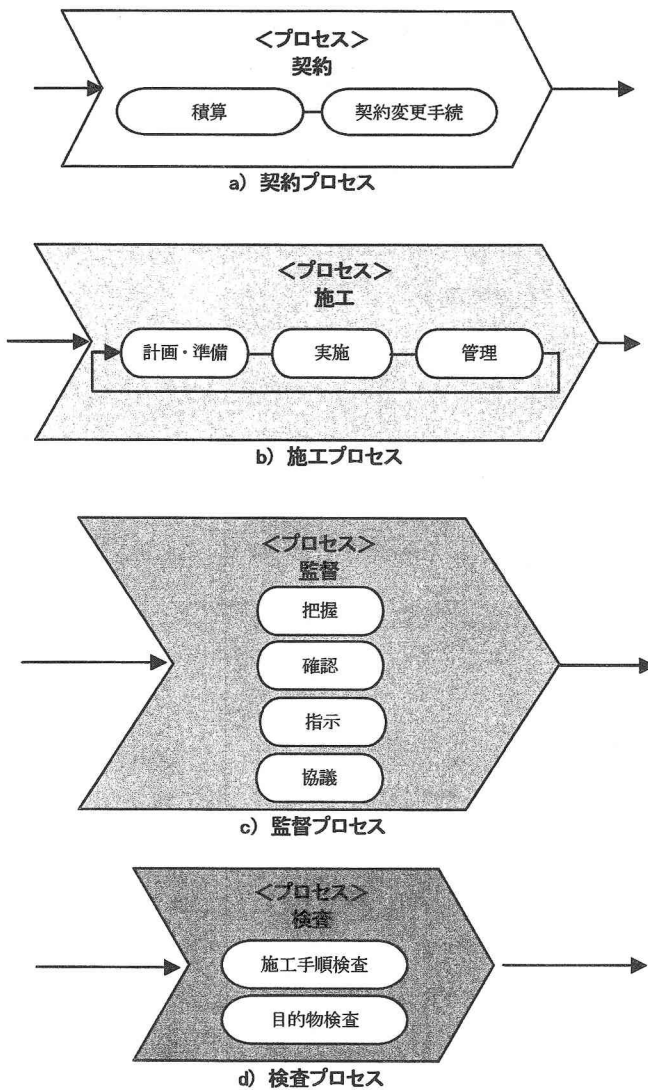 <プロセス>
契約
積算 契約変更手続
a) 契約プロセス
<プロセス>
施工
計画・準備 実施 管理
b) 施工プロセス
<プロセス>
監督
把握
確認
指示
協議
c) 監督プロセス
<プロセス>
検査
施工手順検査
目的物検査
d) 検査プロセス